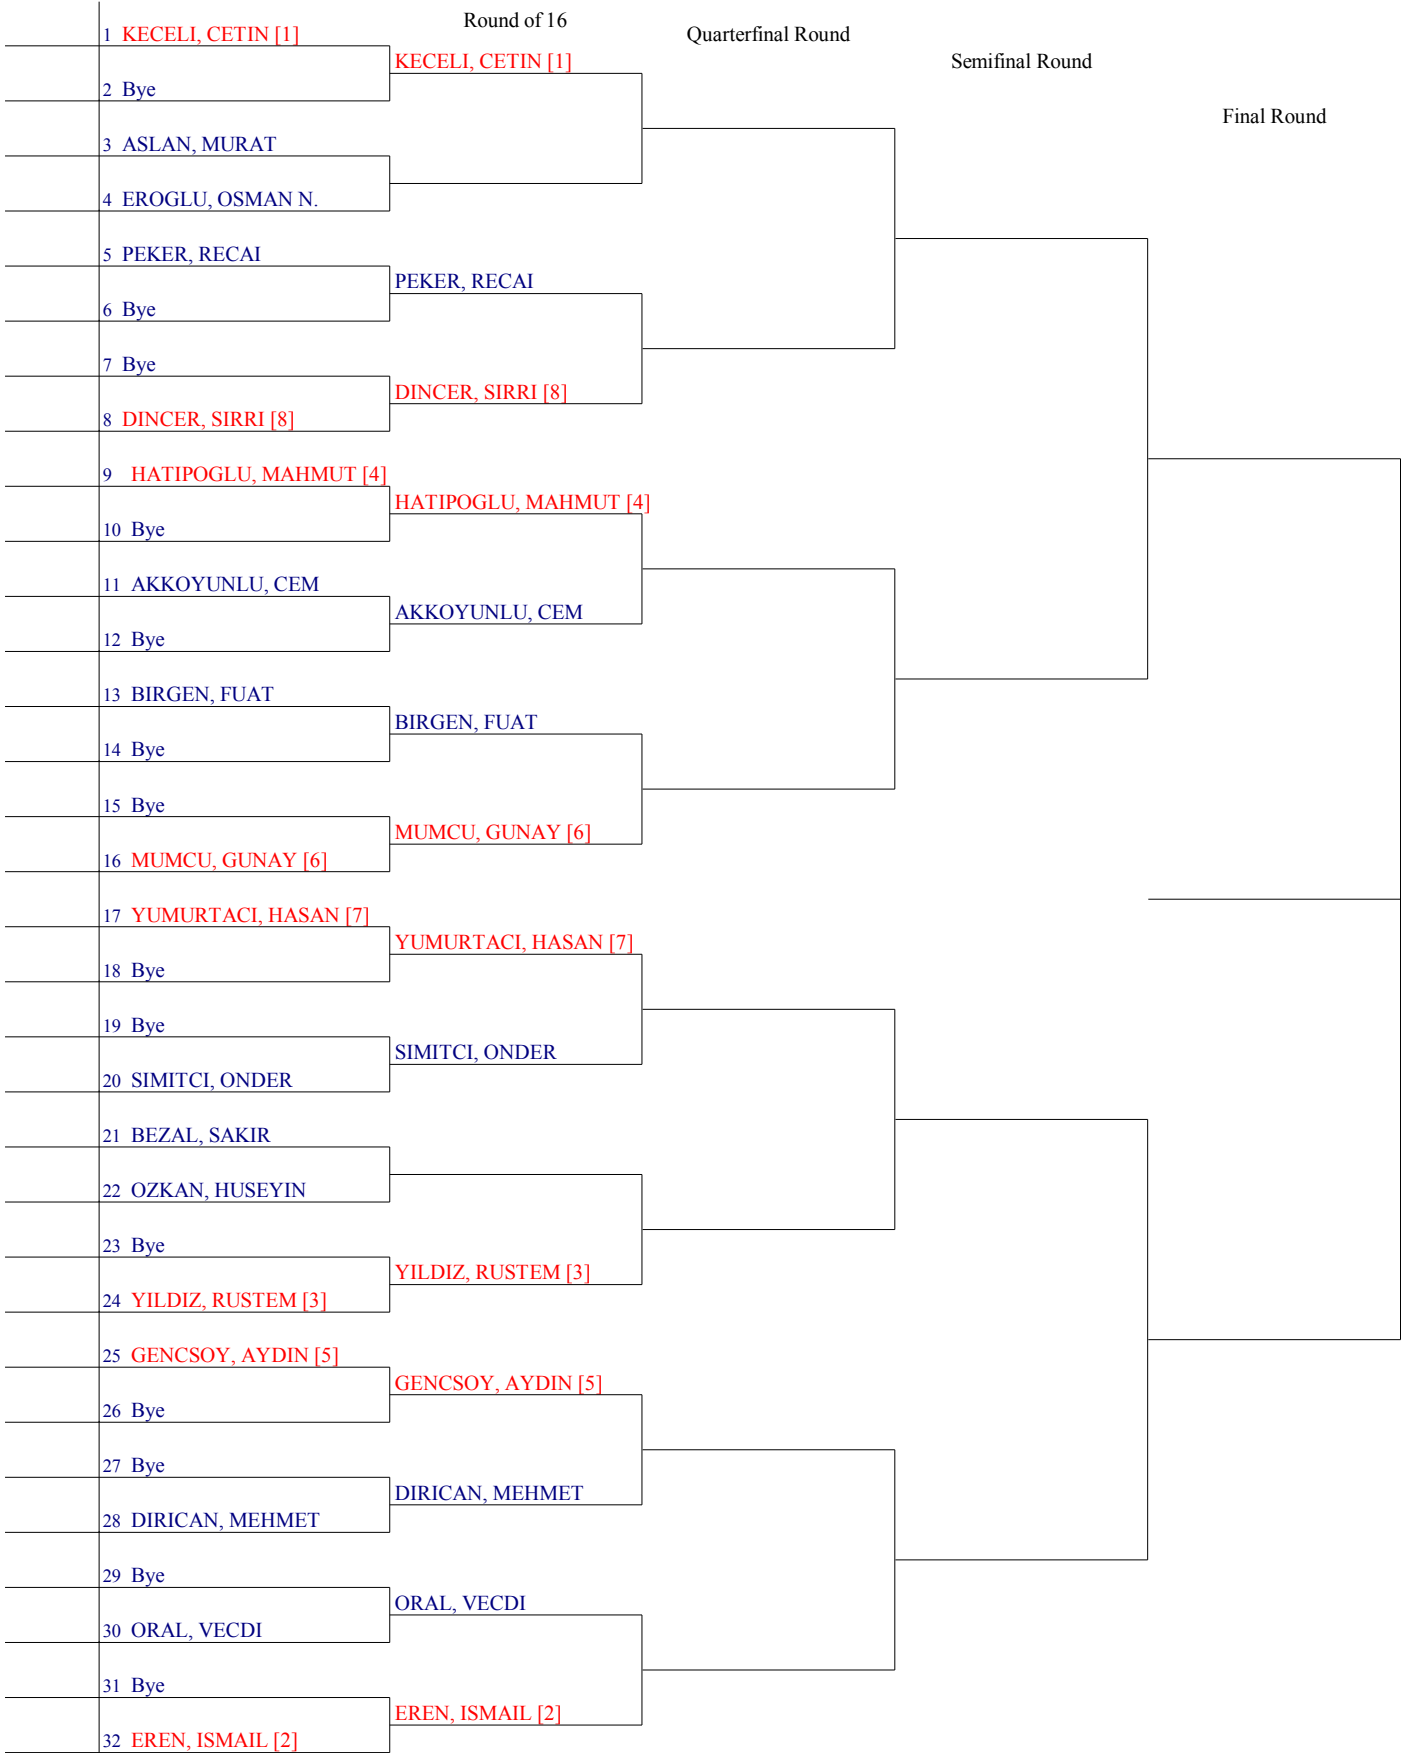 Round of 16
Quarterfinal Round
Semifinal Round
Final Round
1 KECELI, CETIN [1]
KECELI, CETIN [1]
2 Bye
3 ASLAN, MURAT
4 EROGLU, OSMAN N.
5 PEKER, RECAI
PEKER, RECAI
6 Bye
7 Bye
DINCER, SIRRI [8]
8 DINCER, SIRRI [8]
9 HATIPOGLU, MAHMUT [4]
HATIPOGLU, MAHMUT [4]
10 Bye
11 AKKOYUNLU, CEM
AKKOYUNLU, CEM
12 Bye
13 BIRGEN, FUAT
BIRGEN, FUAT
14 Bye
15 Bye
MUMCU, GUNAY [6]
16 MUMCU, GUNAY [6]
17 YUMURTACI, HASAN [7]
YUMURTACI, HASAN [7]
18 Bye
19 Bye
SIMITCI, ONDER
20 SIMITCI, ONDER
21 BEZAL, SAKIR
22 OZKAN, HUSEYIN
23 Bye
YILDIZ, RUSTEM [3]
24 YILDIZ, RUSTEM [3]
25 GENCSOY, AYDIN [5]
GENCSOY, AYDIN [5]
26 Bye
27 Bye
DIRICAN, MEHMET
28 DIRICAN, MEHMET
29 Bye
ORAL, VECDI
30 ORAL, VECDI
31 Bye
EREN, ISMAIL [2]
32 EREN, ISMAIL [2]